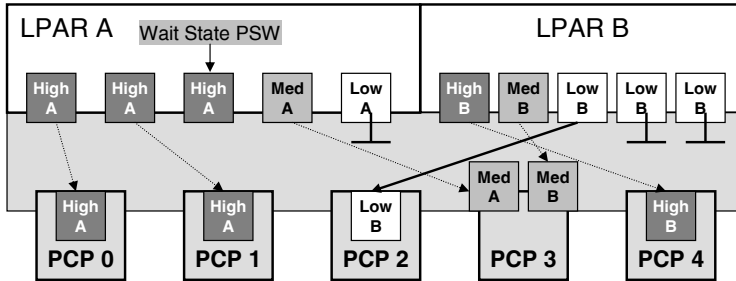 LPAR A
LPAR B
Wait State PSW
High
A
High
A
High
A
Med
A
Low
A
High
B
Med
B
Low
B
Low
B
Low
B
High
A
High
A
Low
B
Med
A
Med
B
High
B
PCP 0
PCP 1
PCP 2
PCP 3
PCP 4